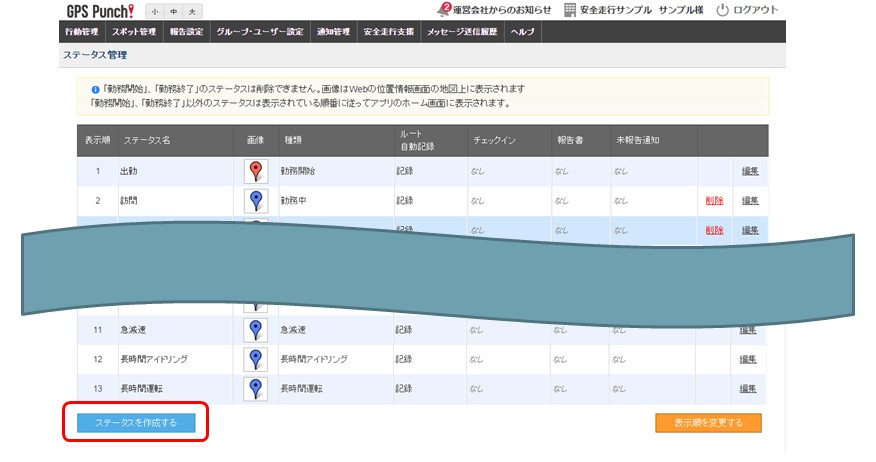 GPS Punch! 小 中 大 2 運営会社からのお知らせ 安全走行サンプル サンプル様 ログアウト
行動管理 スポット管理 報告設定 グループ・ユーザー設定 通知管理 安全走行支援 メッセージ送信履歴 ヘルプ
ステータス管理
「勤務開始」、「勤務終了」のステータスは削除できません。画像はWebの位置情報画面の地図上に表示されます
「勤務開始」、「勤務終了」以外のステータスは表示されている順番に従ってアプリのホーム画面に表示されます。
表示順 ステータス名 画像 種類 ルート自動記録 チェックイン 報告書 未報告通知
1 出勤 勤務開始 記録 なし なし なし 編集
2 訪問 勤務中 記録 なし なし なし 削除 編集
記録 なし なし なし 削除 編集
11 急減速 急減速 記録 なし なし なし 編集
12 長時間アイドリング 長時間アイドリング 記録 なし なし なし 編集
13 長時間運転 長時間運転 記録 なし なし なし 編集
ステータスを作成する 表示順を変更する